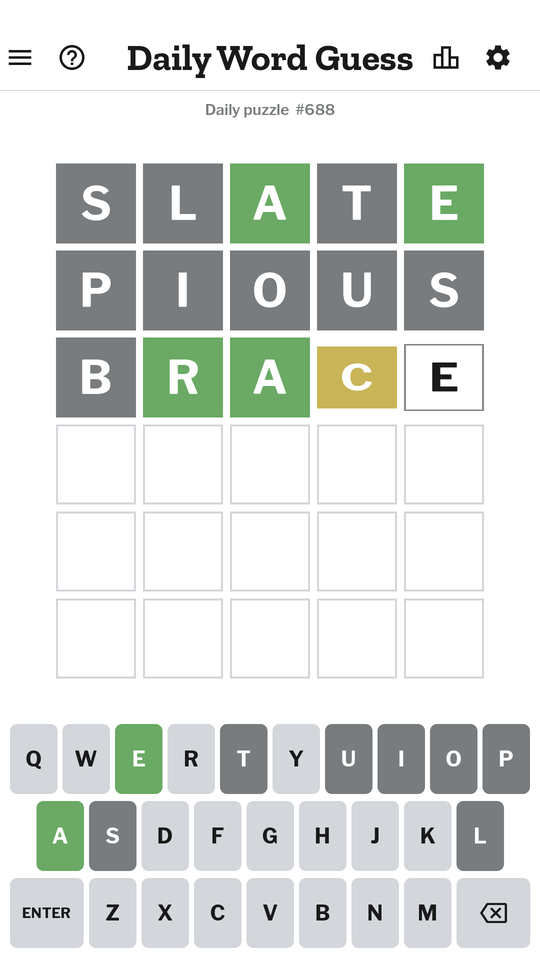 Daily Word Guess
Daily puzzle #688
S L A T E
P I O U S
B R A C E
Q W E R T Y U I O P
A S D F G H J K L
ENTER Z X C V B N M